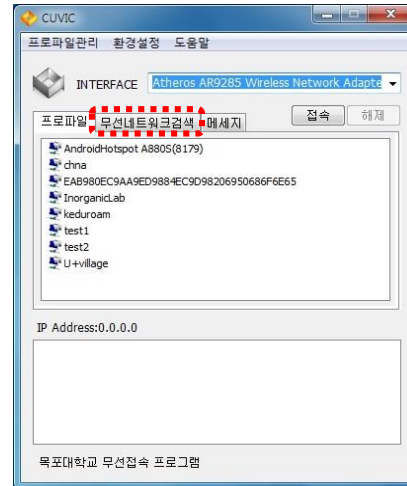 CUVIC
프로파일관리 환경설정 도움말
INTERFACE Atheros AR9285 Wireless Network Adapte
프로파일 무선네트워크검색 메세지 접속 해제
AndroidHotspot A880S(8179)
chna
EAB980EC9AA9ED9884EC9D98206950686F6E65
InorganicLab
keduroam
test1
test2
U+village
IP Address:0.0.0.0
목포대학교 무선접속 프로그램